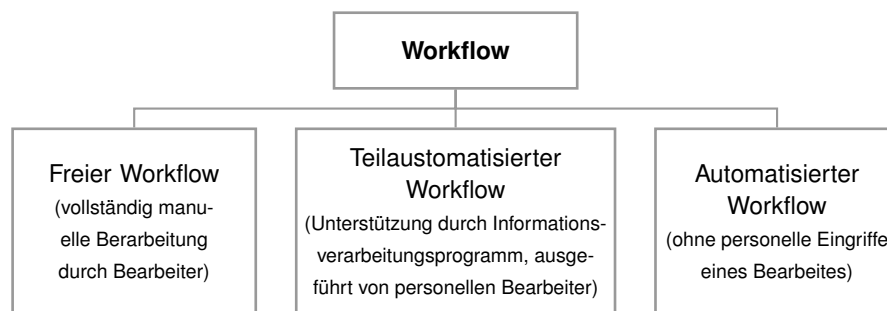 Workflow
Freier Workflow
(vollständig manu-
elle Berarbeitung
durch Bearbeiter)
Teilaustomatisierter
Workflow
(Unterstützung durch Informations-
verarbeitungsprogramm, ausge-
führt von personellen Bearbeiter)
Automatisierter
Workflow
(ohne personelle Eingriffe
eines Bearbeites)